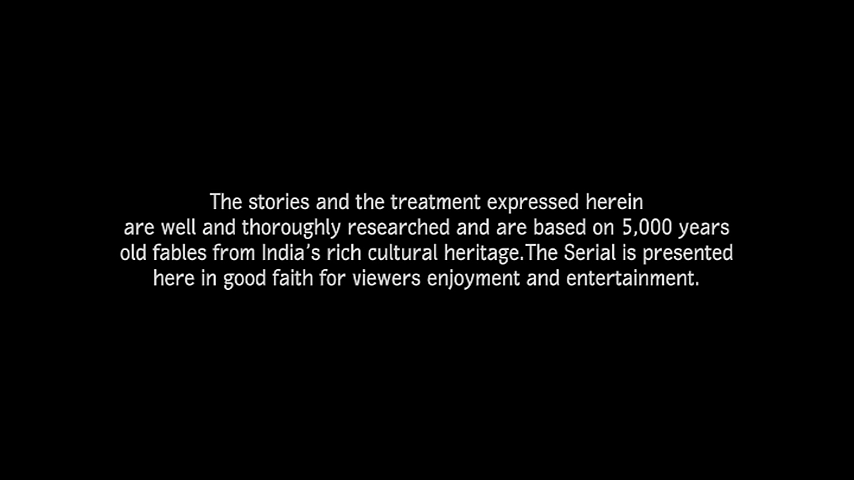 The stories and the treatment expressed herein
are well and thoroughly researched and are based on 5,000 years
old fables from India's rich cultural heritage.The Serial is presented
here in good faith for viewers enjoyment and entertainment.